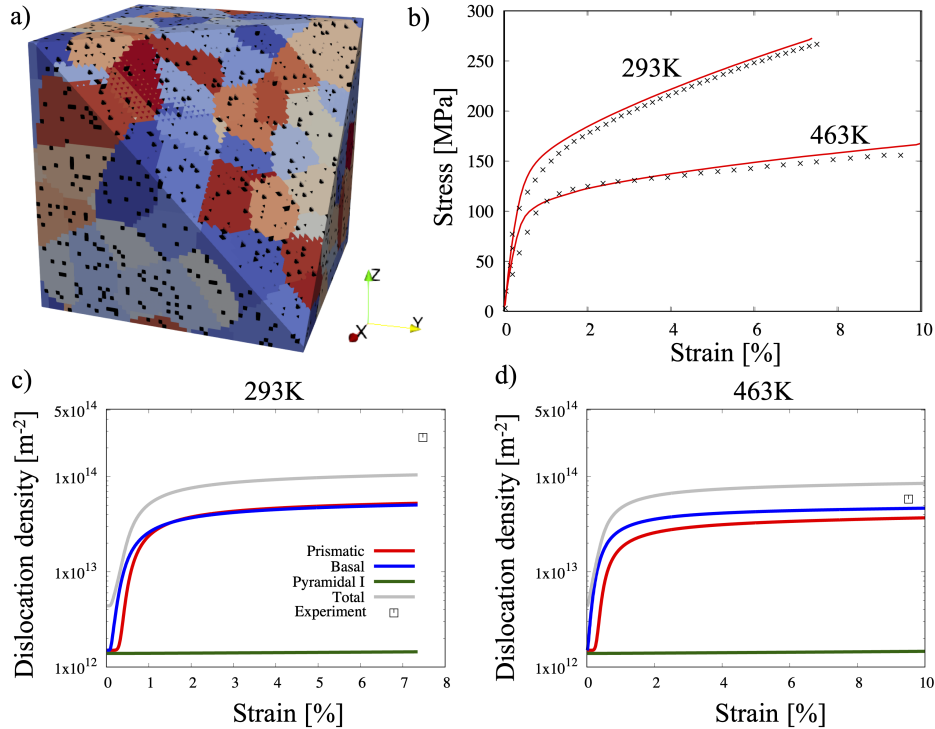 a)
Z
Y
X
b)
300
250
200
150
100
50
0
Stress [MPa]
293K
463K
0
2
4
6
8
10
Strain [%]
c)
293K
5x10^14
1x10^14
1x10^13
1x10^12
Dislocation density [m^-2]
Prismatic
Basal
Pyramidal I
Total
Experiment
0
1
2
3
4
5
6
7
8
Strain [%]
d)
463K
5x10^14
1x10^14
1x10^13
1x10^12
Dislocation density [m^-2]
0
2
4
6
8
10
Strain [%]